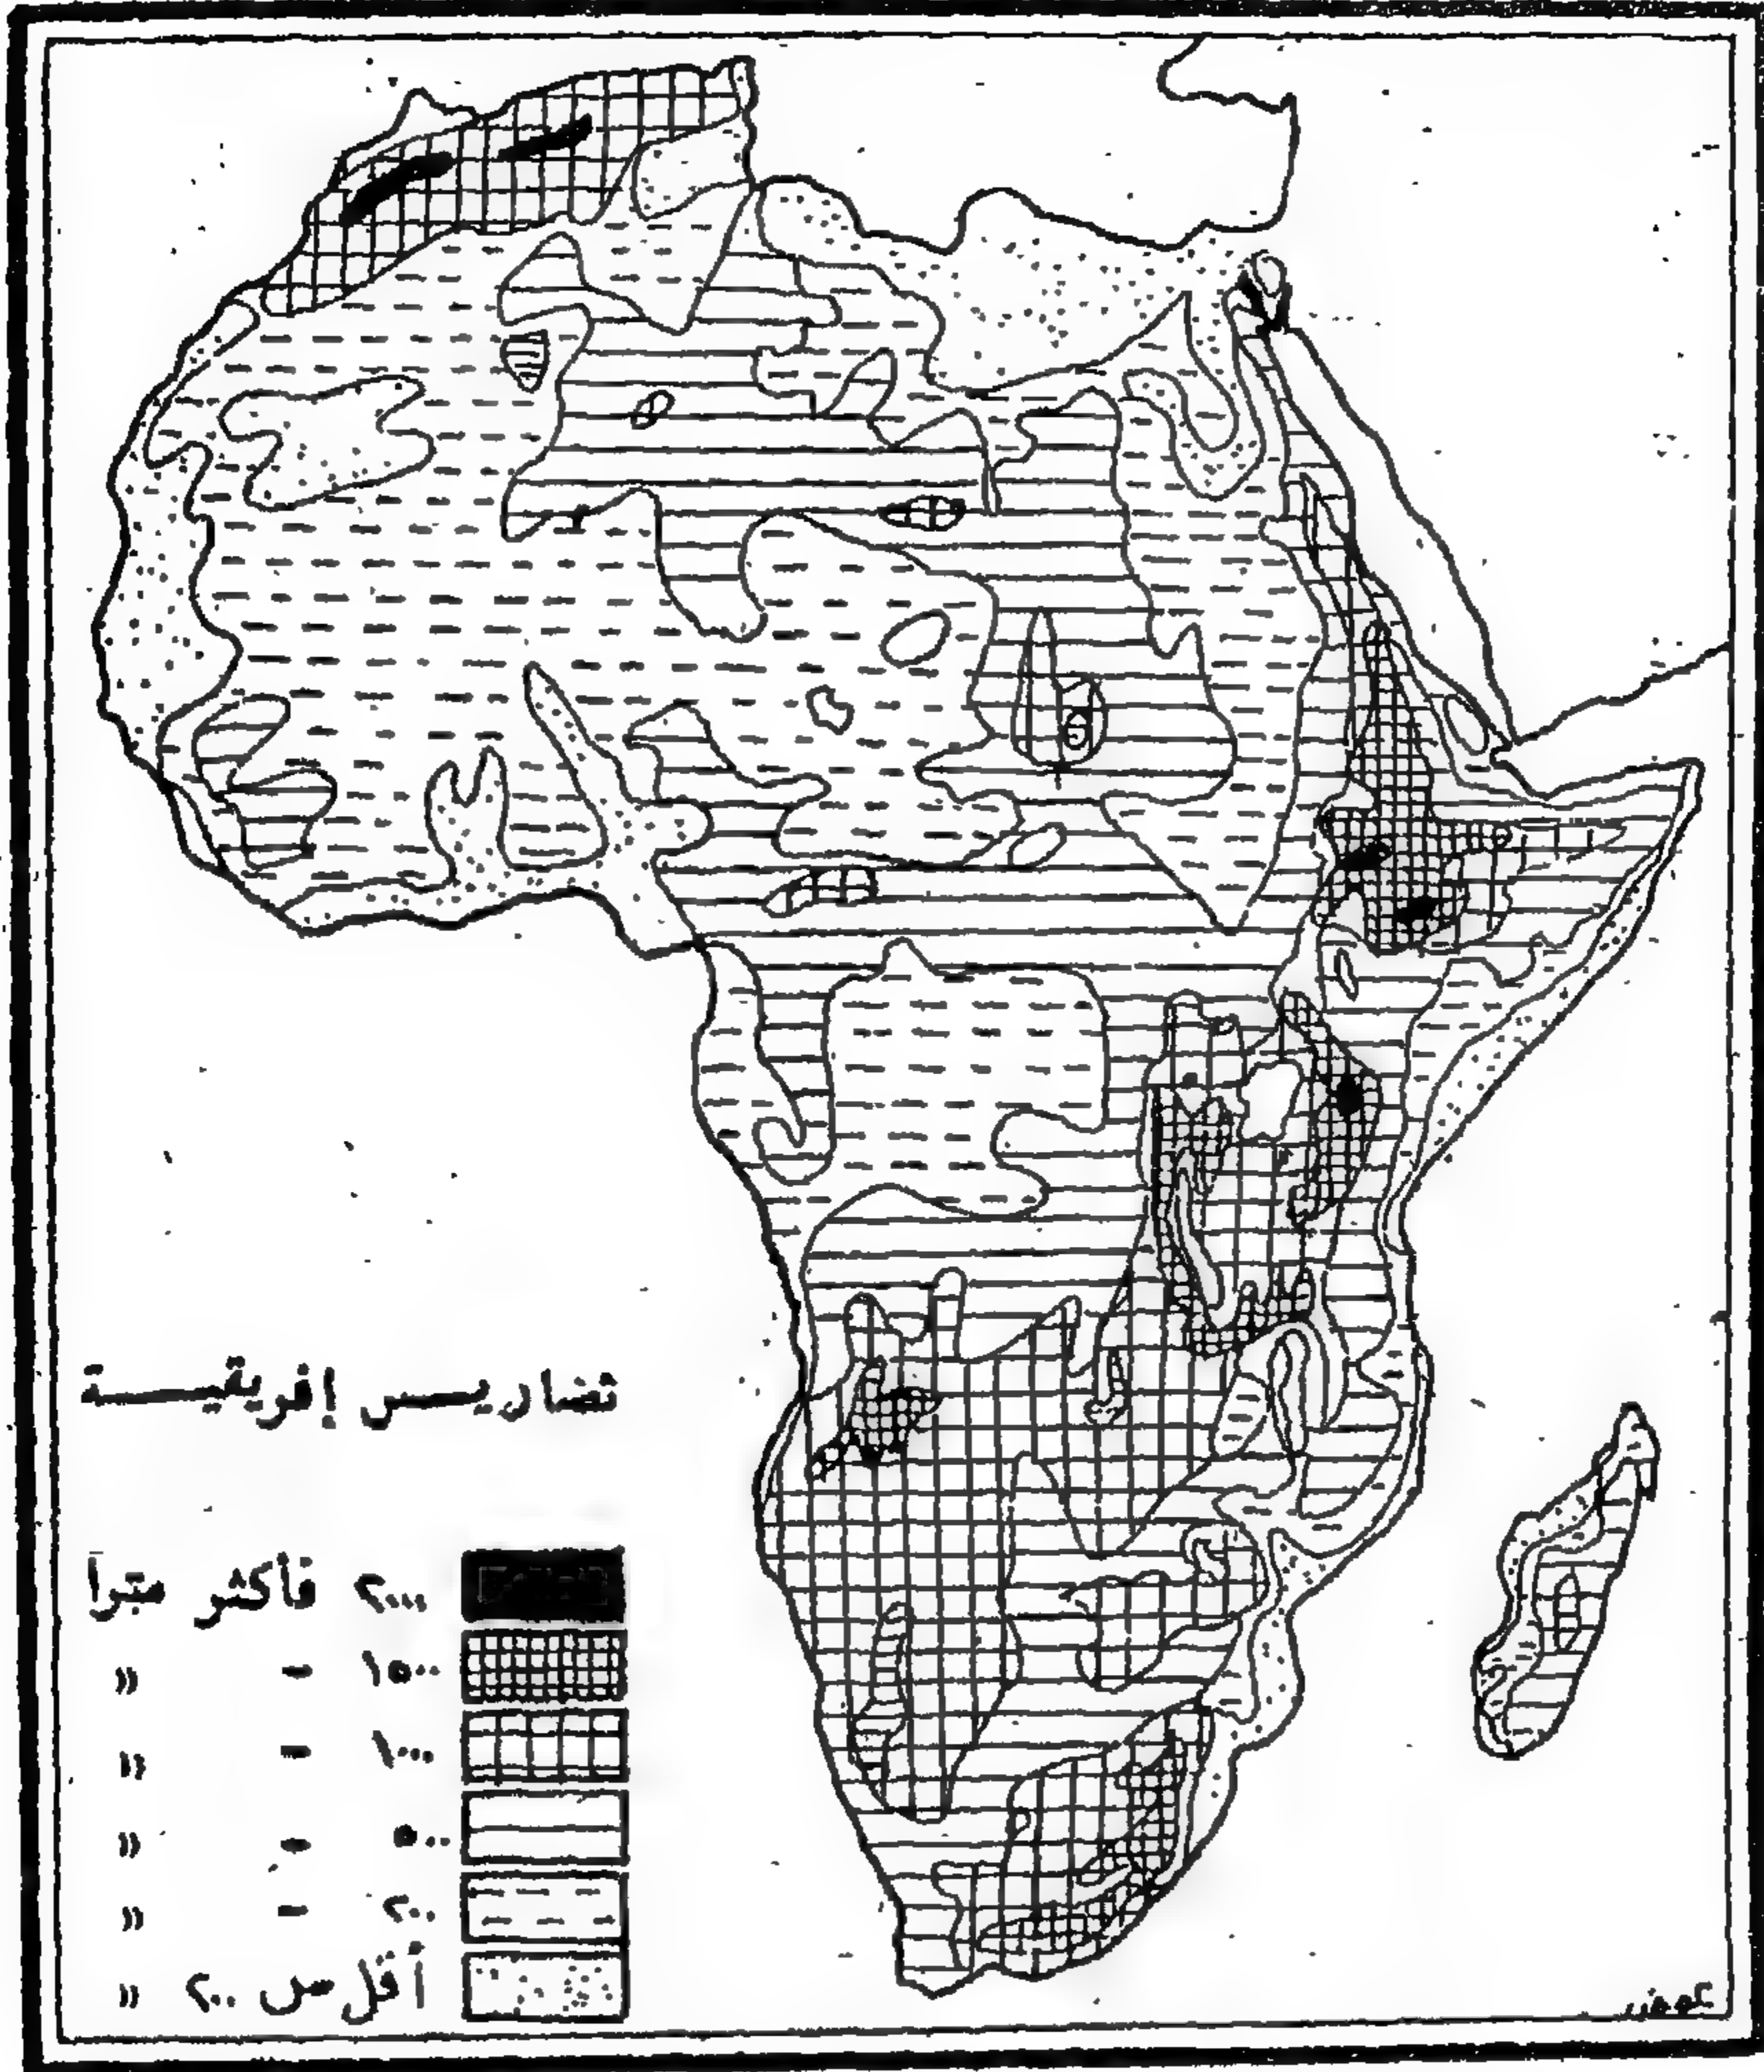 تضاريس إفريقية
٢٠٠٠ فأكثر مترا
١٥٠٠ - »
١٠٠٠ - »
٥٠٠ - »
٢٠٠ - »
أقل من ٢٠٠ »